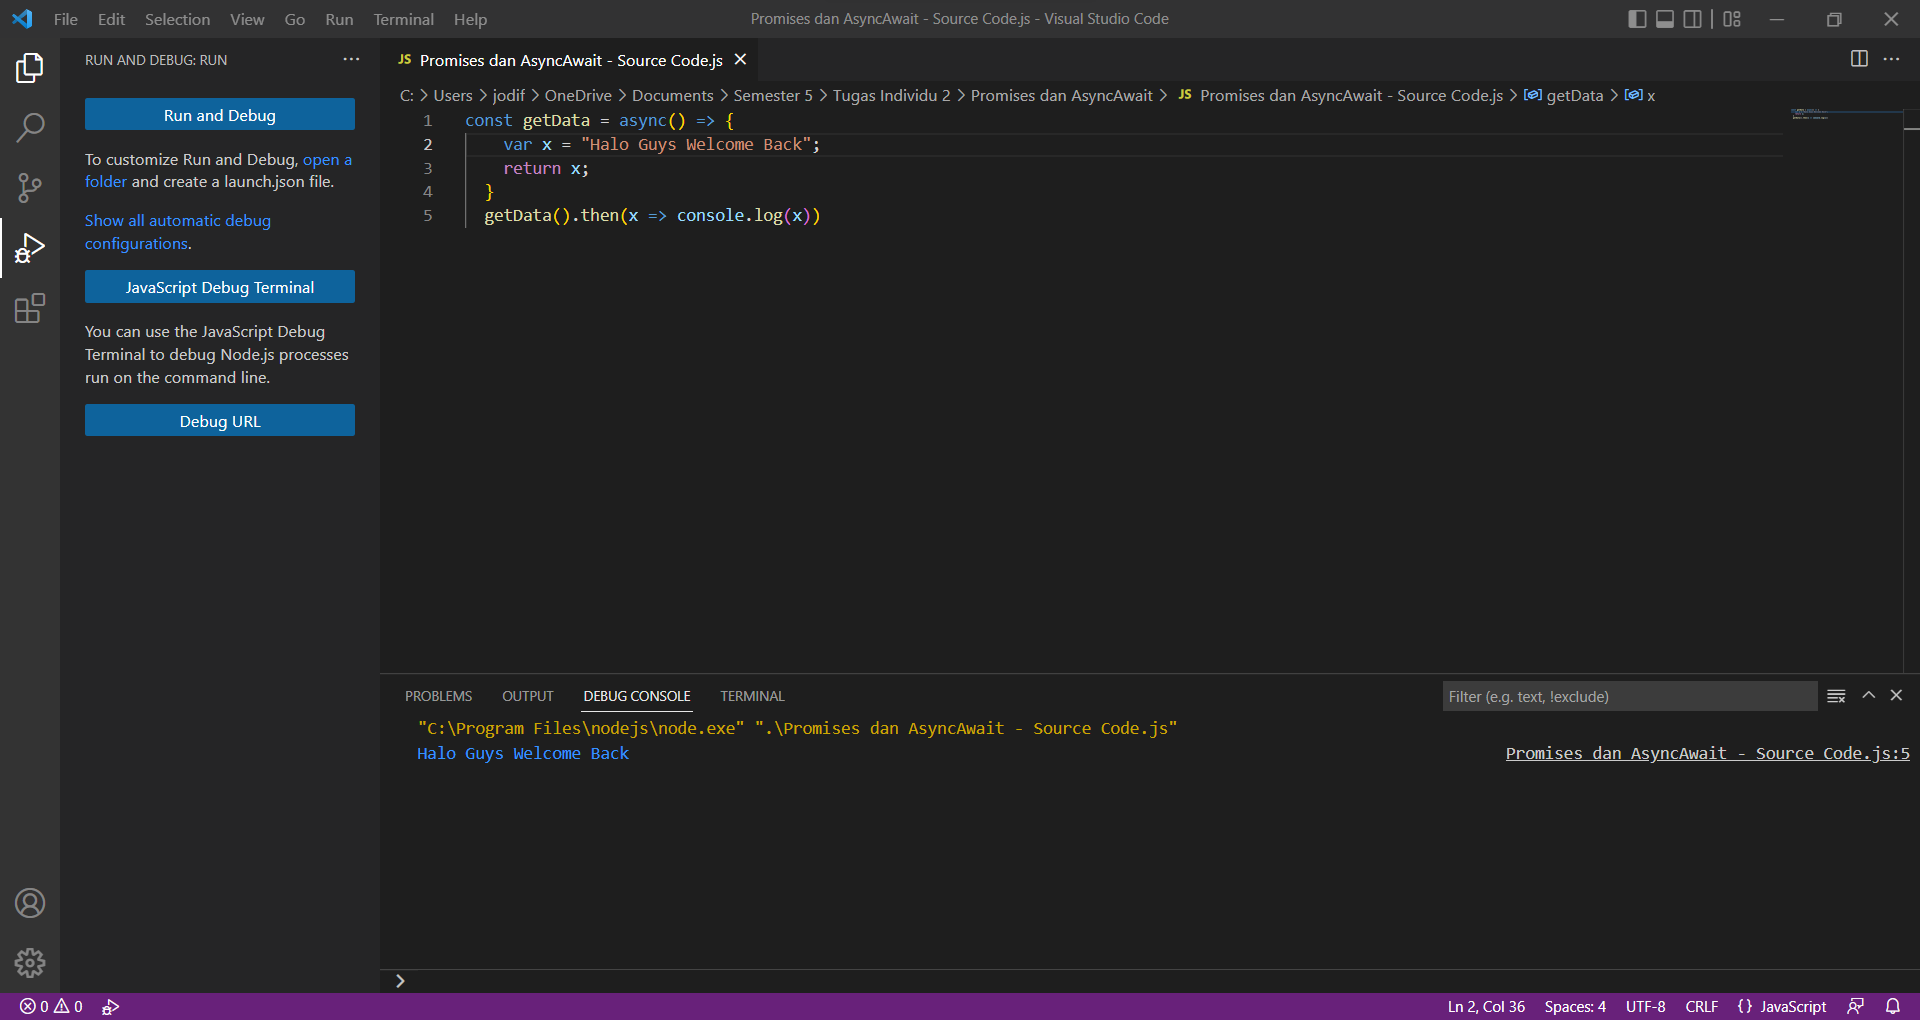 File Edit Selection View Go Run Terminal Help
Promises dan AsyncAwait - Source Code.js - Visual Studio Code
RUN AND DEBUG: RUN
Run and Debug
To customize Run and Debug, open a
folder and create a launch.json file.
Show all automatic debug
configurations.
JavaScript Debug Terminal
You can use the JavaScript Debug
Terminal to debug Node.js processes
run on the command line.
Debug URL
JS Promises dan AsyncAwait - Source Code.js
C: > Users > jodif > OneDrive > Documents > Semester 5 > Tugas Individu 2 > Promises dan AsyncAwait > JS Promises dan AsyncAwait - Source Code.js > getData > x
1 const getData = async() => {
2 var x = "Halo Guys Welcome Back";
3 return x;
4 }
5 getData().then(x => console.log(x))
PROBLEMS OUTPUT DEBUG CONSOLE TERMINAL
Filter (e.g. text, !exclude)
"C:\Program Files\nodejs\node.exe" ".\Promises dan AsyncAwait - Source Code.js"
Halo Guys Welcome Back
Promises dan AsyncAwait - Source Code.js:5
>
0 0
Ln 2, Col 36 Spaces: 4 UTF-8 CRLF {} JavaScript